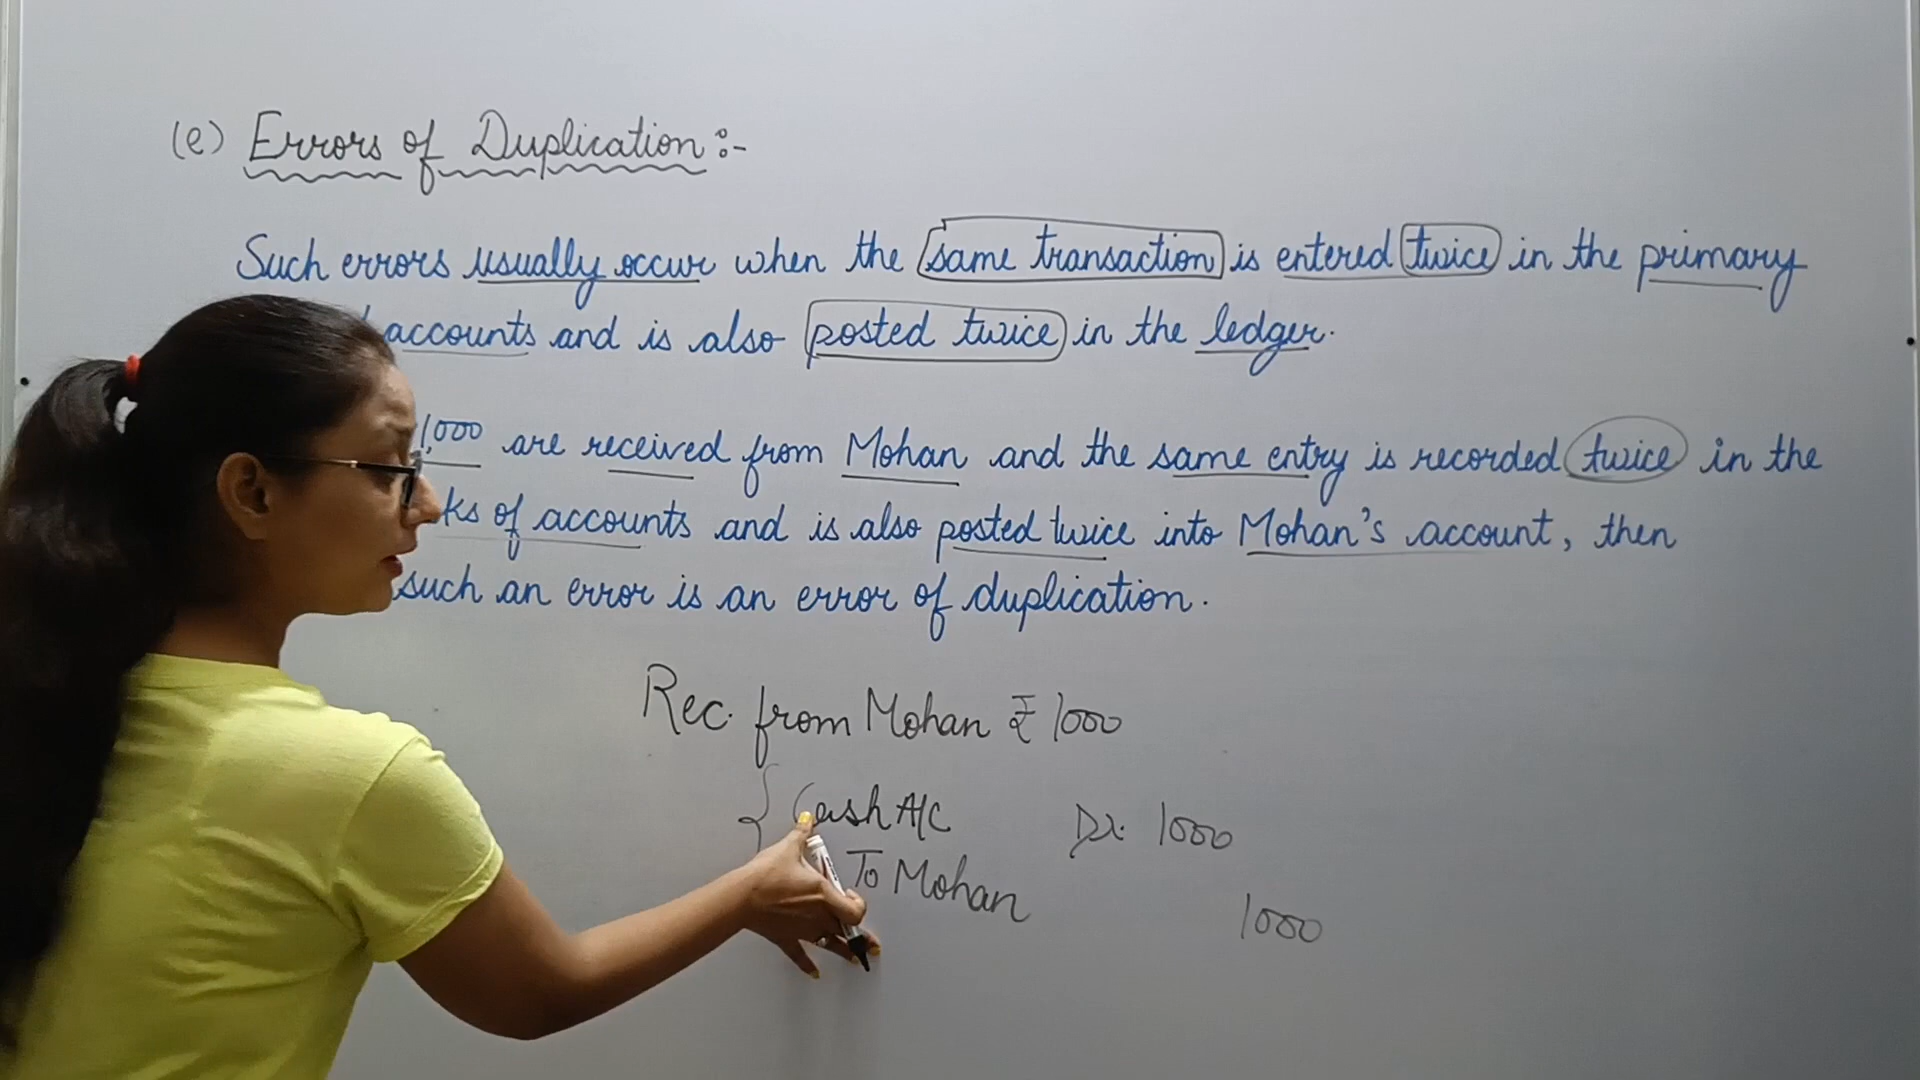 (e) Errors of Duplication :-
Such errors usually occur when the same transaction is entered twice in the primary
accounts and is also posted twice in the ledger.
1,000 are received from Mohan and the same entry is recorded twice in the
ks of accounts and is also posted twice into Mohan's account, then
such an error is an error of duplication.
Rec. from Mohan ₹ 1000
Cash A/C Dr. 1000
To Mohan 1000